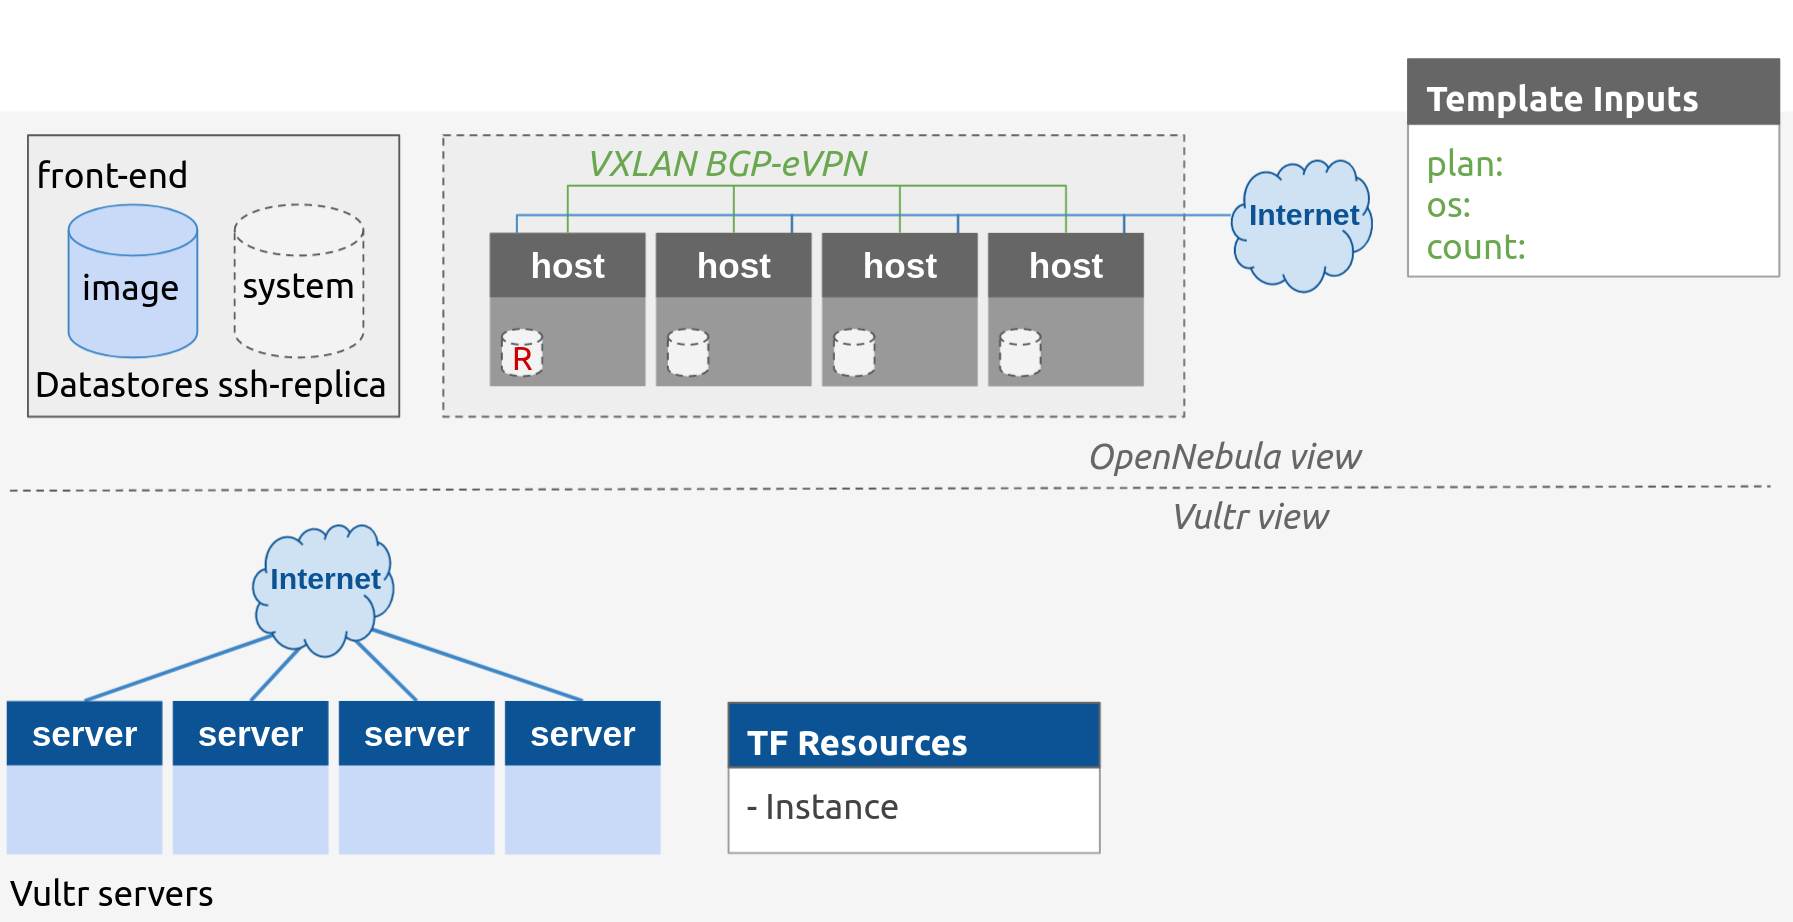 Template Inputs
plan:
os:
count:
front-end
image
system
Datastores ssh-replica
VXLAN BGP-eVPN
host
host
host
host
R
Internet
OpenNebula view
Vultr view
Internet
server
server
server
server
Vultr servers
TF Resources
- Instance